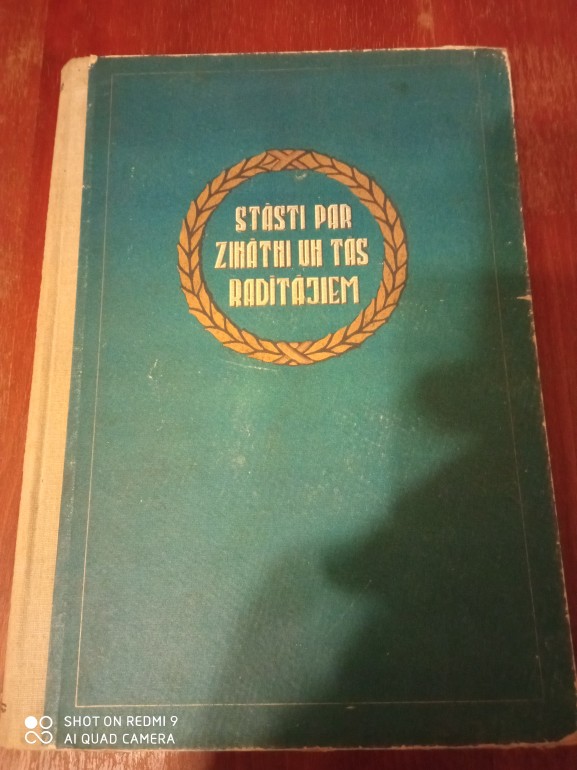 STĀSTI PAR
ZINĀTNI UN TĀS
RADĪTĀJIEM
SHOT ON REDMI 9
AI QUAD CAMERA